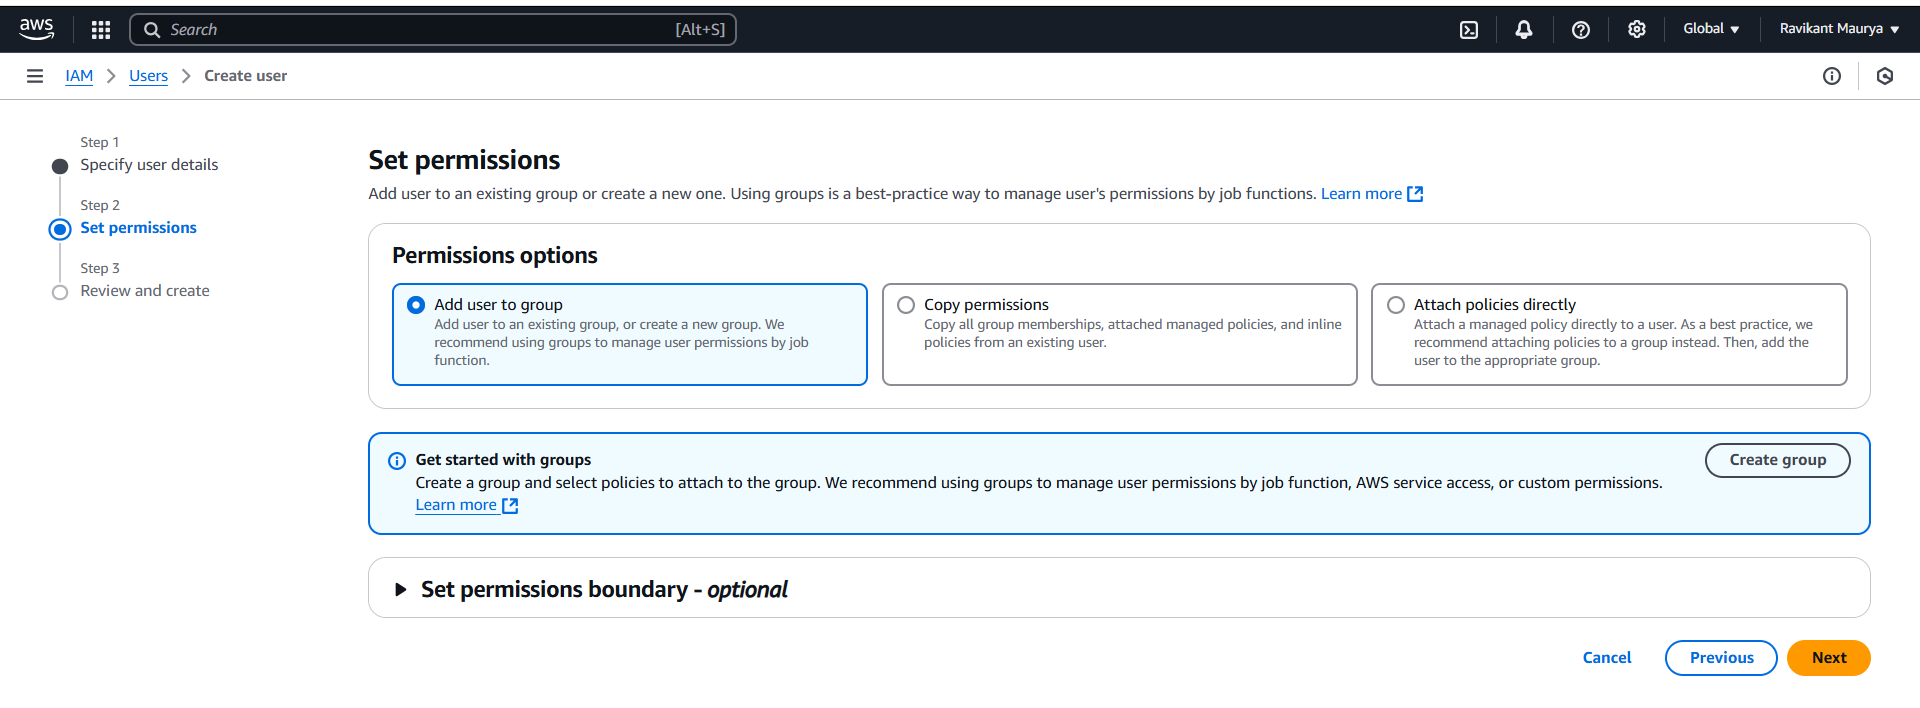 aws
Search [Alt+S]
Global
Ravikant Maurya
IAM
Users
Create user
Step 1
Specify user details
Step 2
Set permissions
Step 3
Review and create
Set permissions
Add user to an existing group or create a new one. Using groups is a best-practice way to manage user's permissions by job functions. Learn more
Permissions options
Add user to group
Add user to an existing group, or create a new group. We
recommend using groups to manage user permissions by job
function.
Copy permissions
Copy all group memberships, attached managed policies, and inline
policies from an existing user.
Attach policies directly
Attach a managed policy directly to a user. As a best practice, we
recommend attaching policies to a group instead. Then, add the
user to the appropriate group.
Get started with groups
Create a group and select policies to attach to the group. We recommend using groups to manage user permissions by job function, AWS service access, or custom permissions.
Learn more
Create group
Set permissions boundary - optional
Cancel
Previous
Next